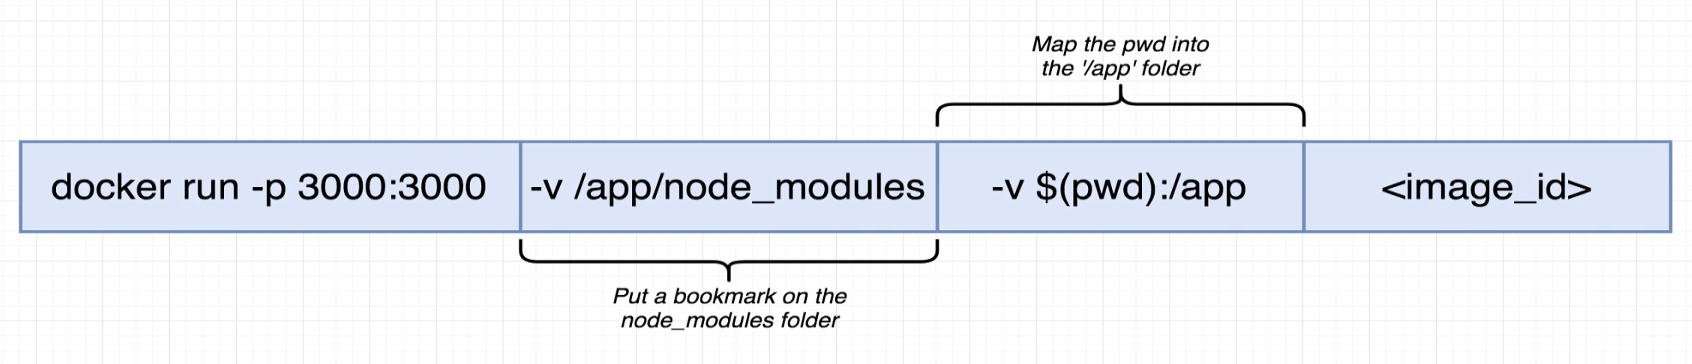 Map the pwd into
the '/app' folder
docker run -p 3000:3000 -v /app/node_modules -v $(pwd):/app <image_id>
Put a bookmark on the
node_modules folder